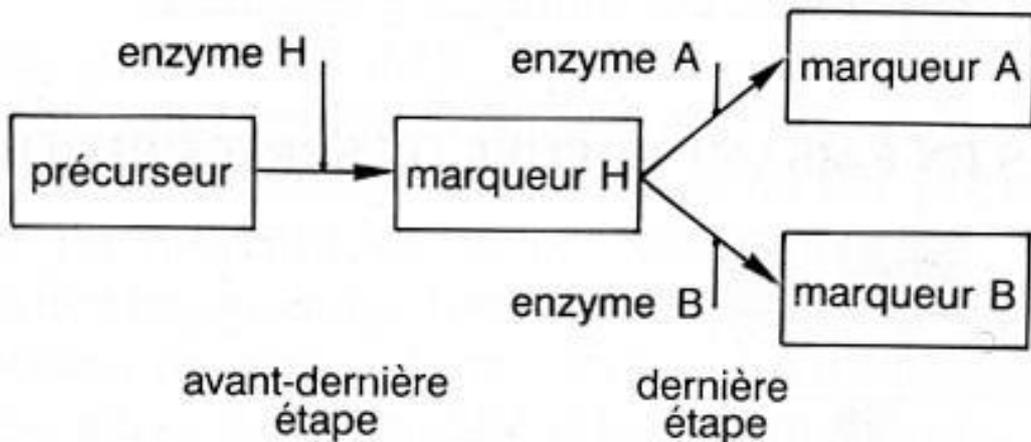 enzyme H
enzyme A
marqueur A
précurseur
marqueur H
enzyme B
marqueur B
avant-dernière
étape
dernière
étape